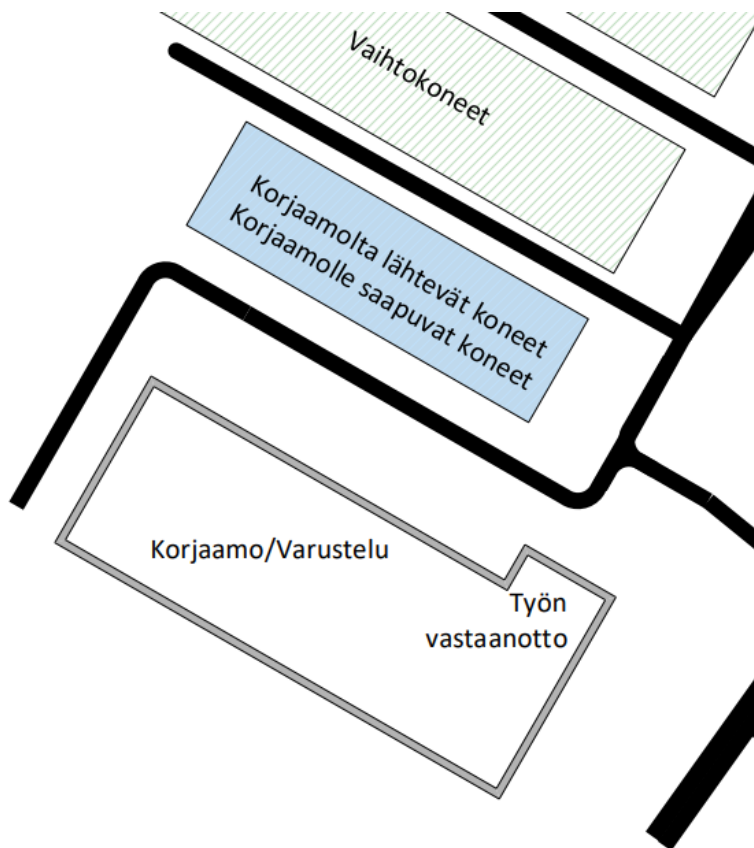 Vaihtokoneet
Korjaamolta lähtevät koneet
Korjaamolle saapuvat koneet
Korjaamo/Varustelu
Työn
vastaanotto